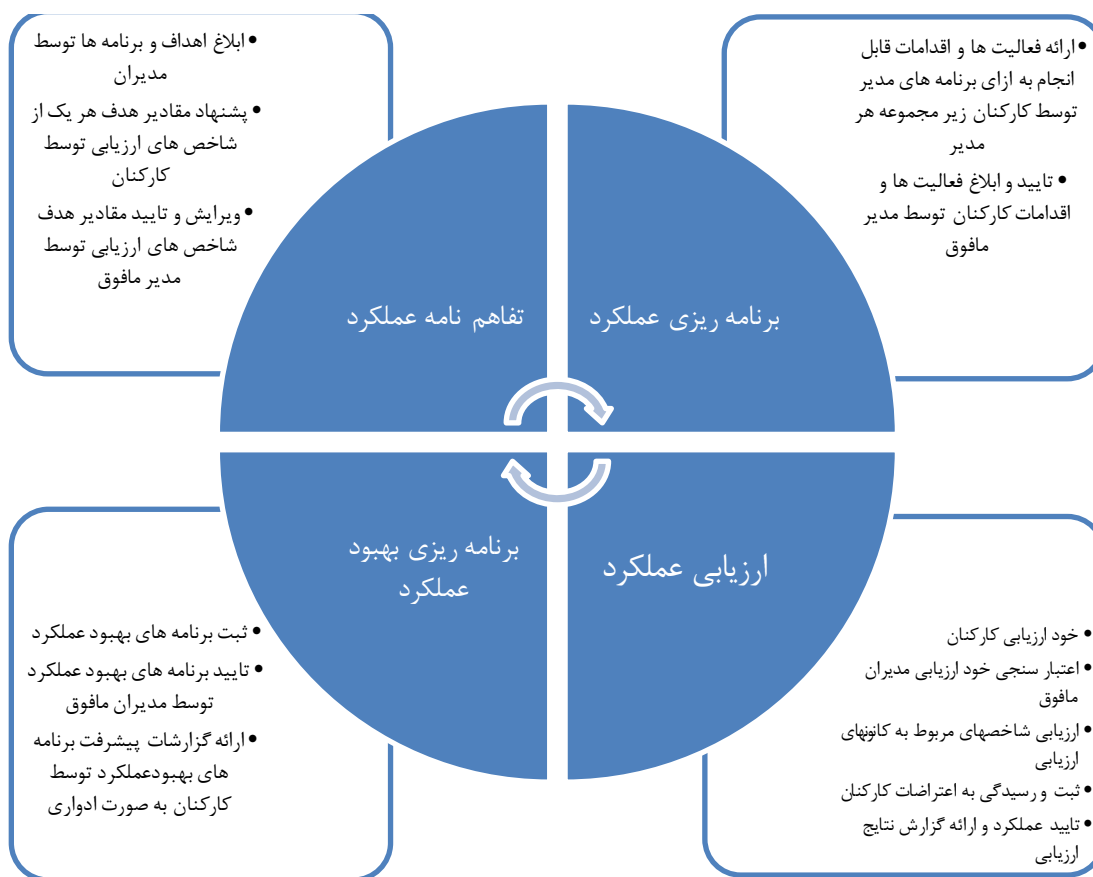 • ارائه فعالیت ها و اقدامات قابل
انجام به ازای برنامه های مدیر
توسط کارکنان زیر مجموعه هر
مدیر
• تایید و ابلاغ فعالیت ها و
اقدامات کارکنان توسط مدیر
مافوق
• ابلاغ اهداف و برنامه ها توسط
مدیران
• پشنهاد مقادیر هدف هر یک از
شاخص های ارزیابی توسط
کارکنان
• ویرایش و تایید مقادیر هدف
شاخص های ارزیابی توسط
مدیر مافوق
برنامه ریزی عملکرد
تفاهم نامه عملکرد
ارزیابی عملکرد
برنامه ریزی بهبود
عملکرد
• خود ارزیابی کارکنان
• اعتبار سنجی خود ارزیابی مدیران
مافوق
• ارزیابی شاخصهای مربوط به کانونهای
ارزیابی
• ثبت و رسیدگی به اعتراضات کارکنان
• تایید عملکرد و ارائه گزارش نتایج
ارزیابی
• ثبت برنامه های بهبود عملکرد
• تایید برنامه های بهبود عملکرد
توسط مدیران مافوق
• ارائه گزارشات پیشرفت برنامه
های بهبودعملکرد توسط
کارکنان به صورت ادواری